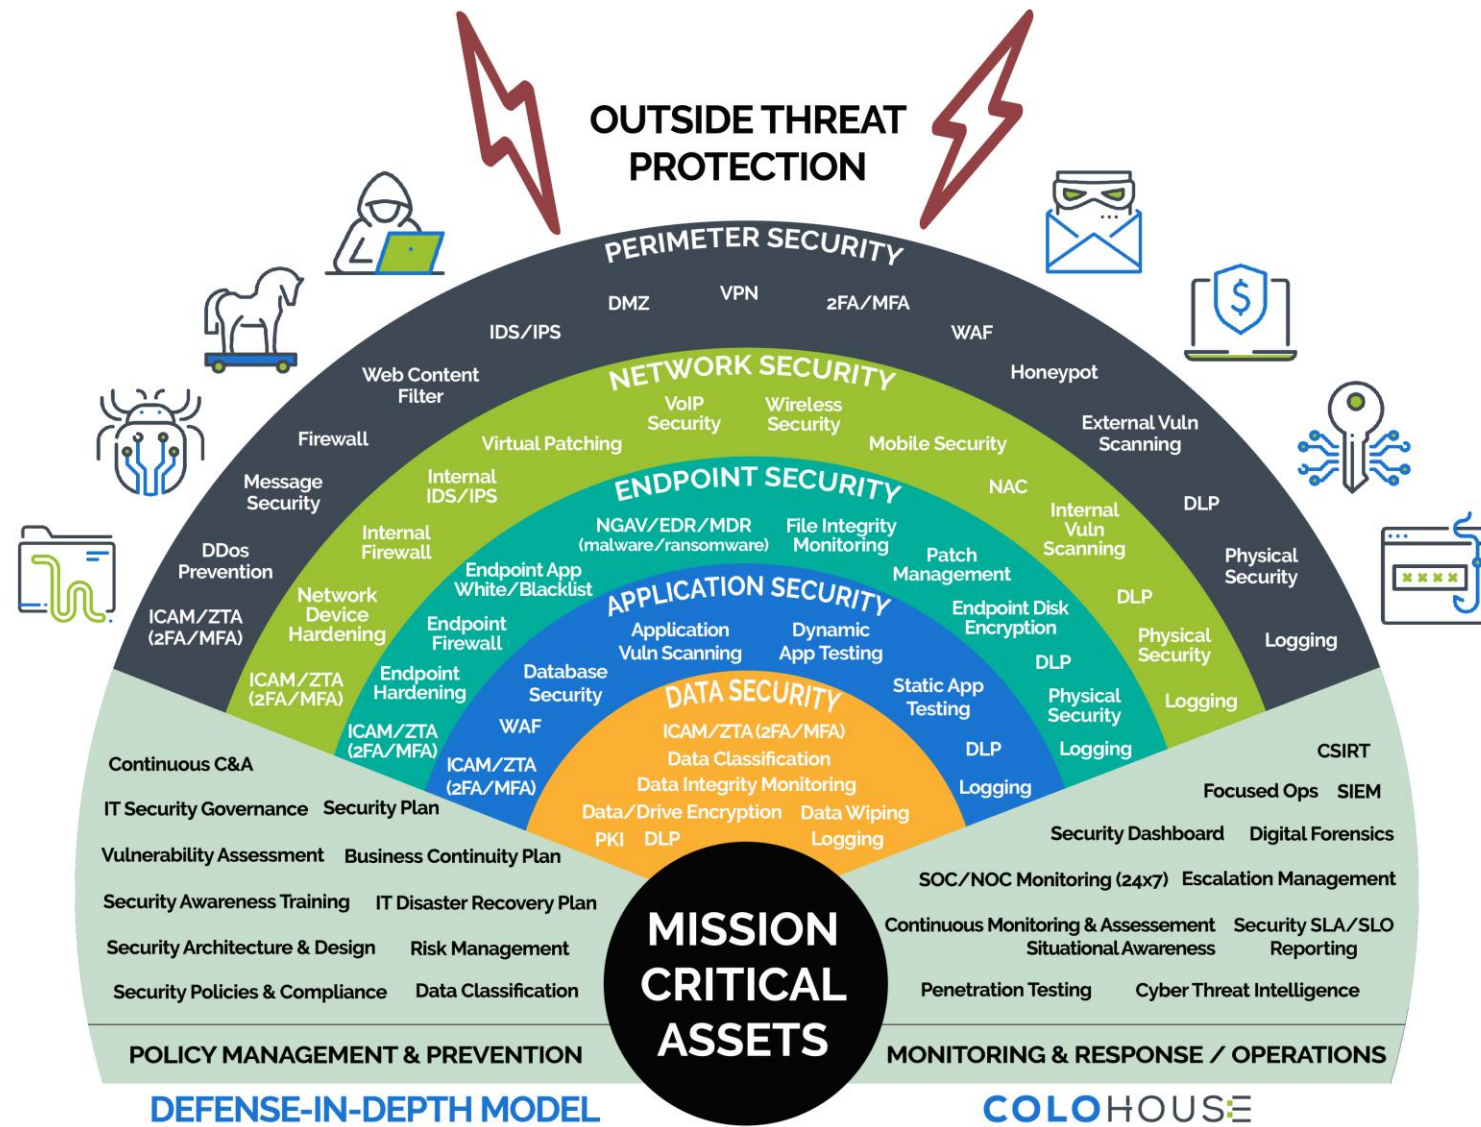 OUTSIDE THREAT
PROTECTION
PERIMETER SECURITY
ICAM/ZTA
(2FA/MFA)
DDos
Prevention
Message
Security
Firewall
Web Content
Filter
IDS/IPS
DMZ
VPN
2FA/MFA
WAF
Honeypot
External Vuln
Scanning
DLP
Physical
Security
Logging
NETWORK SECURITY
ICAM/ZTA
(2FA/MFA)
Network
Device
Hardening
Internal
Firewall
Internal
IDS/IPS
Virtual Patching
VoIP
Security
Wireless
Security
Mobile Security
NAC
Internal
Vuln
Scanning
DLP
Physical
Security
Logging
ENDPOINT SECURITY
ICAM/ZTA
(2FA/MFA)
Endpoint
Hardening
Endpoint
Firewall
Endpoint App
White/Blacklist
NGAV/EDR/MDR
(malware/ransomware)
File Integrity
Monitoring
Patch
Management
Endpoint Disk
Encryption
DLP
Physical
Security
Logging
APPLICATION SECURITY
ICAM/ZTA
(2FA/MFA)
WAF
Database
Security
Application
Vuln Scanning
Dynamic
App Testing
Static App
Testing
DLP
Logging
DATA SECURITY
ICAM/ZTA (2FA/MFA)
Data Classification
Data Integrity Monitoring
Data/Drive Encryption Data Wiping
PKI DLP Logging
MISSION
CRITICAL
ASSETS
Continuous C&A
IT Security Governance Security Plan
Vulnerability Assessment Business Continuity Plan
Security Awareness Training IT Disaster Recovery Plan
Security Architecture & Design Risk Management
Security Policies & Compliance Data Classification
POLICY MANAGEMENT & PREVENTION
CSIRT
Focused Ops SIEM
Security Dashboard Digital Forensics
SOC/NOC Monitoring (24x7) Escalation Management
Continuous Monitoring & Assessement
Situational Awareness
Security SLA/SLO
Reporting
Penetration Testing Cyber Threat Intelligence
MONITORING & RESPONSE / OPERATIONS
DEFENSE-IN-DEPTH MODEL
COLOHOUSE